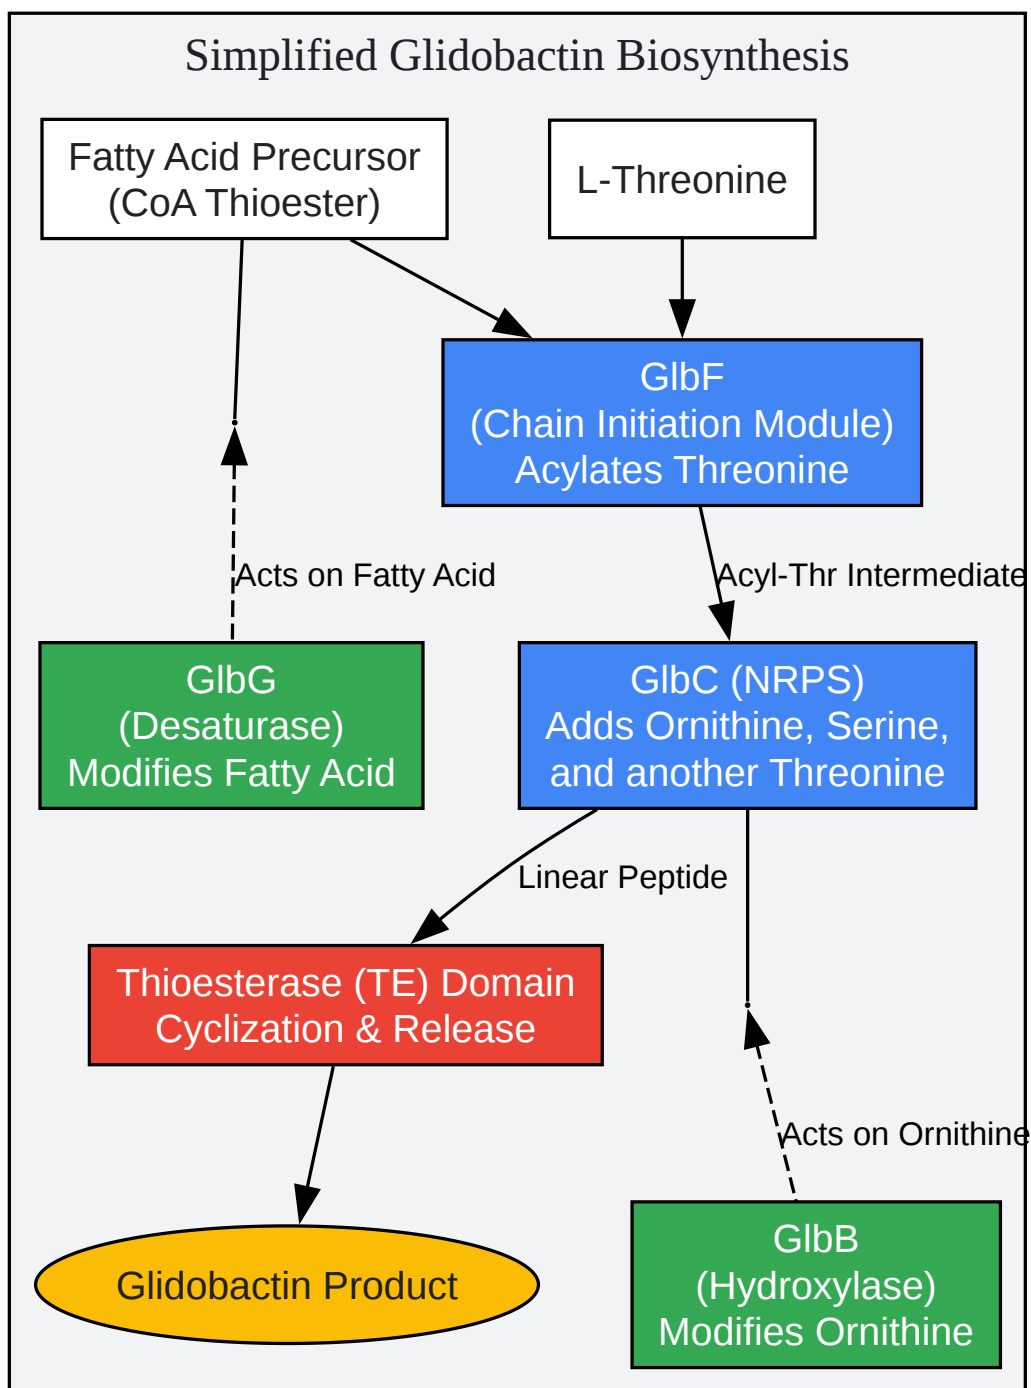 Simplified Glidobactin Biosynthesis
Fatty Acid Precursor
(CoA Thioester)
L-Threonine
GlbF
(Chain Initiation Module)
Acylates Threonine
Acts on Fatty Acid
Acyl-Thr Intermediate
GlbG
(Desaturase)
Modifies Fatty Acid
GlbC (NRPS)
Adds Ornithine, Serine,
and another Threonine
Linear Peptide
Thioesterase (TE) Domain
Cyclization & Release
Acts on Ornithine
Glidobactin Product
GlbB
(Hydroxylase)
Modifies Ornithine